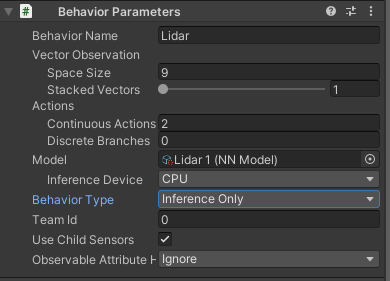 # Behavior Parameters
Behavior Name Lidar
Vector Observation
Space Size 9
Stacked Vectors 1
Actions
Continuous Actions 2
Discrete Branches 0
Model Lidar 1 (NN Model)
Inference Device CPU
Behavior Type Inference Only
Team Id 0
Use Child Sensors
Observable Attribute H Ignore